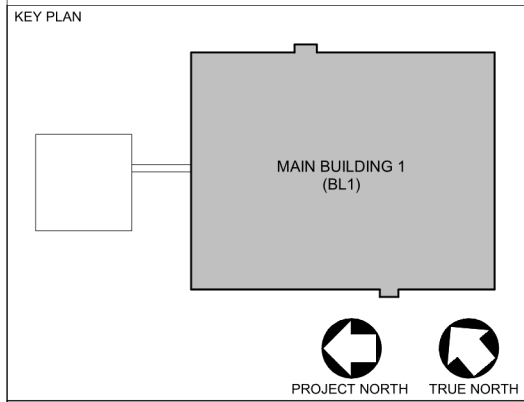 KEY PLAN
MAIN BUILDING 1
(BL1)
PROJECT NORTH
TRUE NORTH